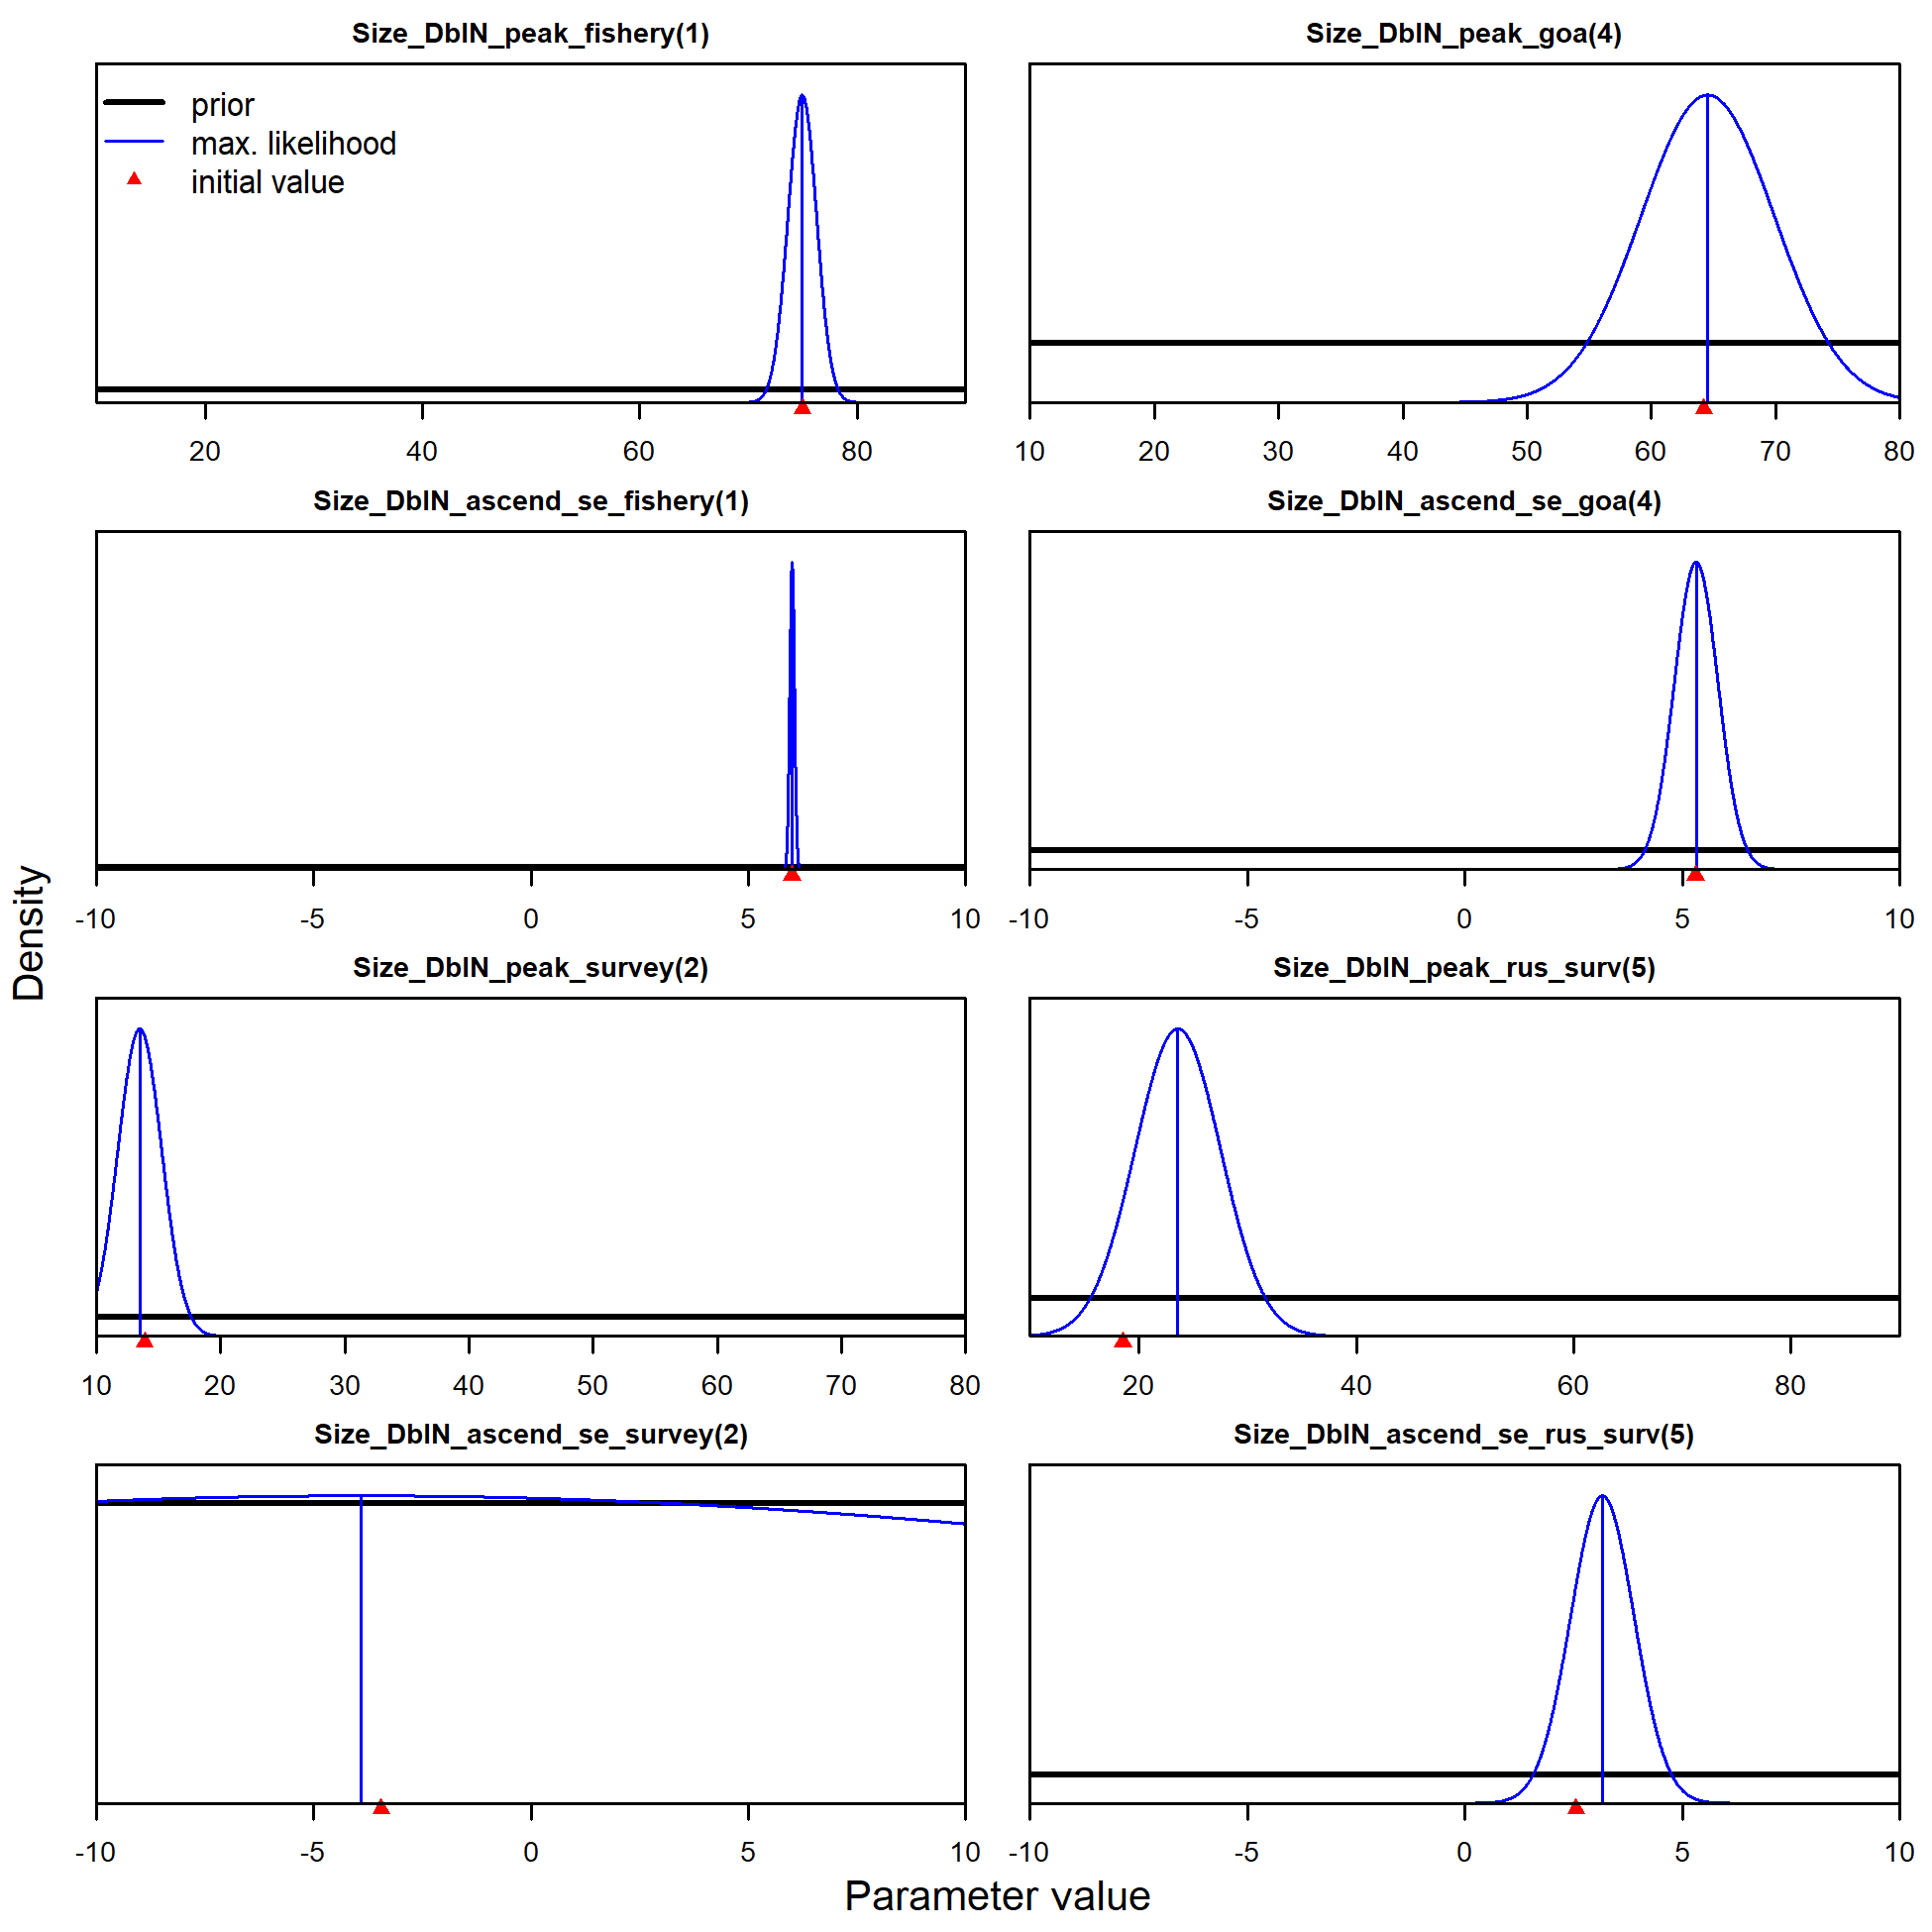 Size_DblN_peak_fishery(1)
prior
max. likelihood
initial value
20 40 60 80
Size_DblN_peak_goa(4)
10 20 30 40 50 60 70 80
Size_DblN_ascend_se_fishery(1)
-10 -5 0 5 10
Size_DblN_ascend_se_goa(4)
-10 -5 0 5 10
Size_DblN_peak_survey(2)
10 20 30 40 50 60 70 80
Size_DblN_peak_rus_surv(5)
20 40 60 80
Size_DblN_ascend_se_survey(2)
-10 -5 0 5 10
Size_DblN_ascend_se_rus_surv(5)
-10 -5 0 5 10
Density
Parameter value